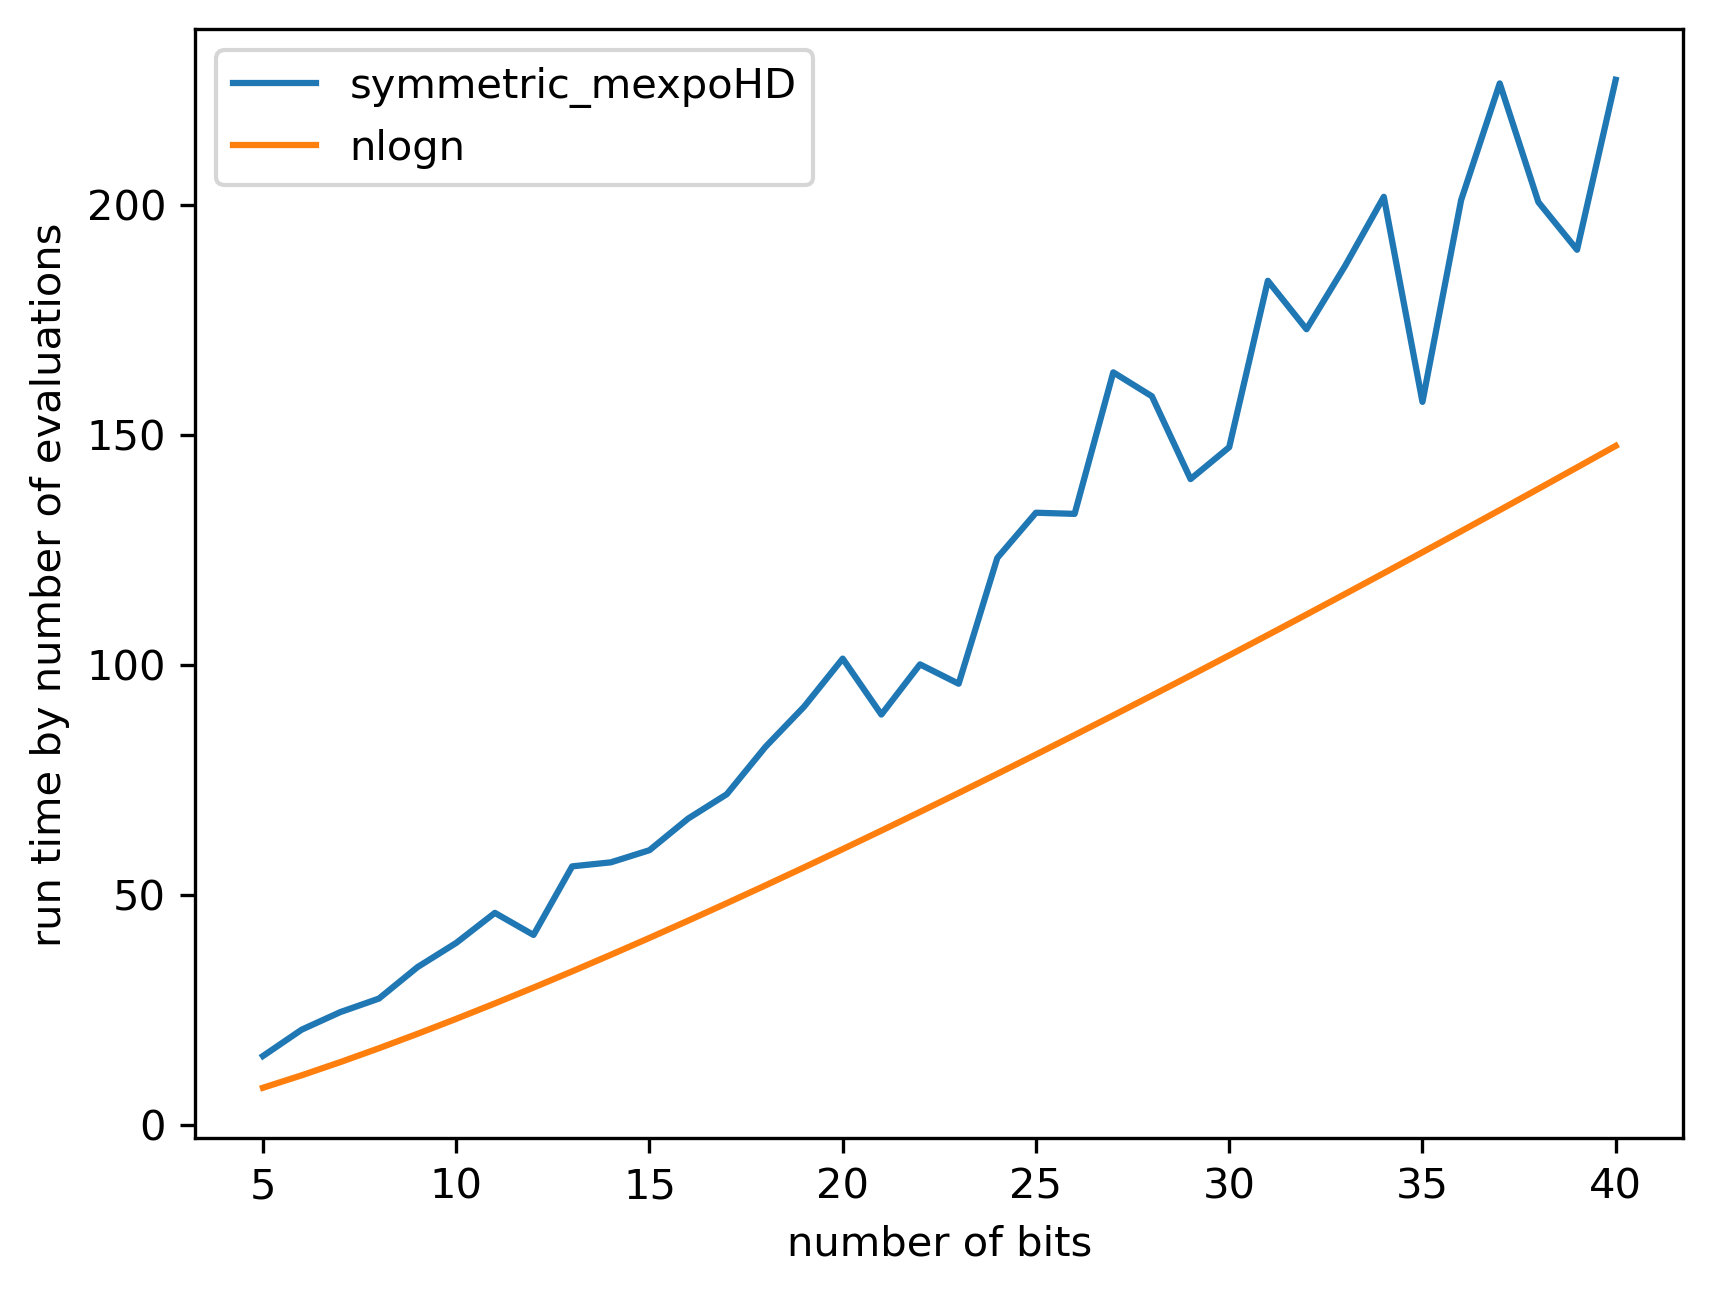 symmetric_mexpoHD
nlogn
run time by number of evaluations
200
150
100
50
0
5 10 15 20 25 30 35 40
number of bits